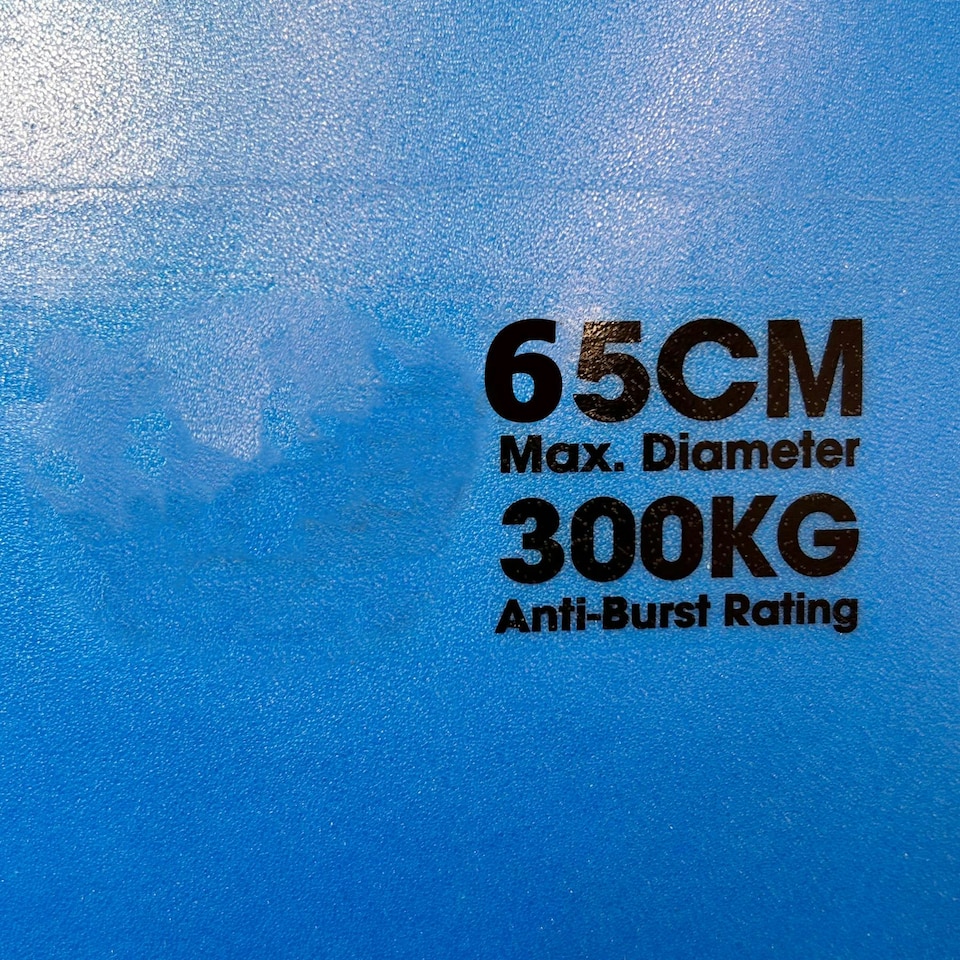 65CM
Max. Diameter
300KG
Anti-Burst Rating